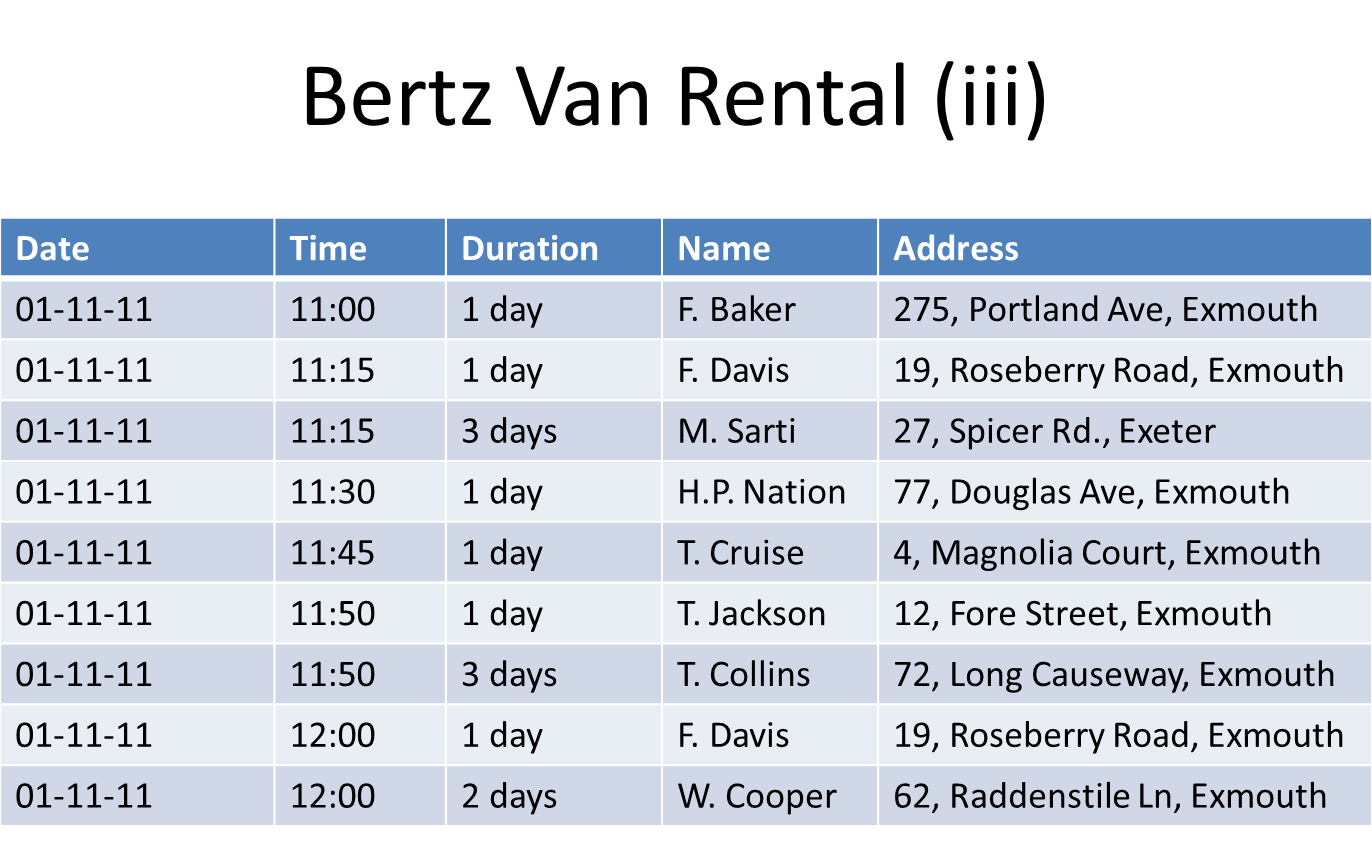 Bertz Van Rental (iii)
Date Time Duration Name Address
01-11-11 11:00 1 day F. Baker 275, Portland Ave, Exmouth
01-11-11 11:15 1 day F. Davis 19, Roseberry Road, Exmouth
01-11-11 11:15 3 days M. Sarti 27, Spicer Rd., Exeter
01-11-11 11:30 1 day H.P. Nation 77, Douglas Ave, Exmouth
01-11-11 11:45 1 day T. Cruise 4, Magnolia Court, Exmouth
01-11-11 11:50 1 day T. Jackson 12, Fore Street, Exmouth
01-11-11 11:50 3 days T. Collins 72, Long Causeway, Exmouth
01-11-11 12:00 1 day F. Davis 19, Roseberry Road, Exmouth
01-11-11 12:00 2 days W. Cooper 62, Raddenstile Ln, Exmouth